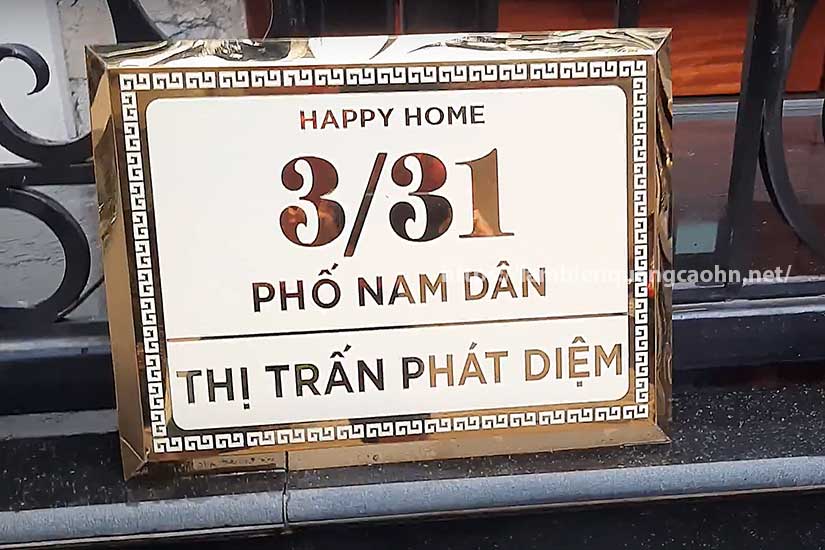 HAPPY HOME
3/31
PHỐ NAM DÂN
THỊ TRẤN PHÁT DIỆM